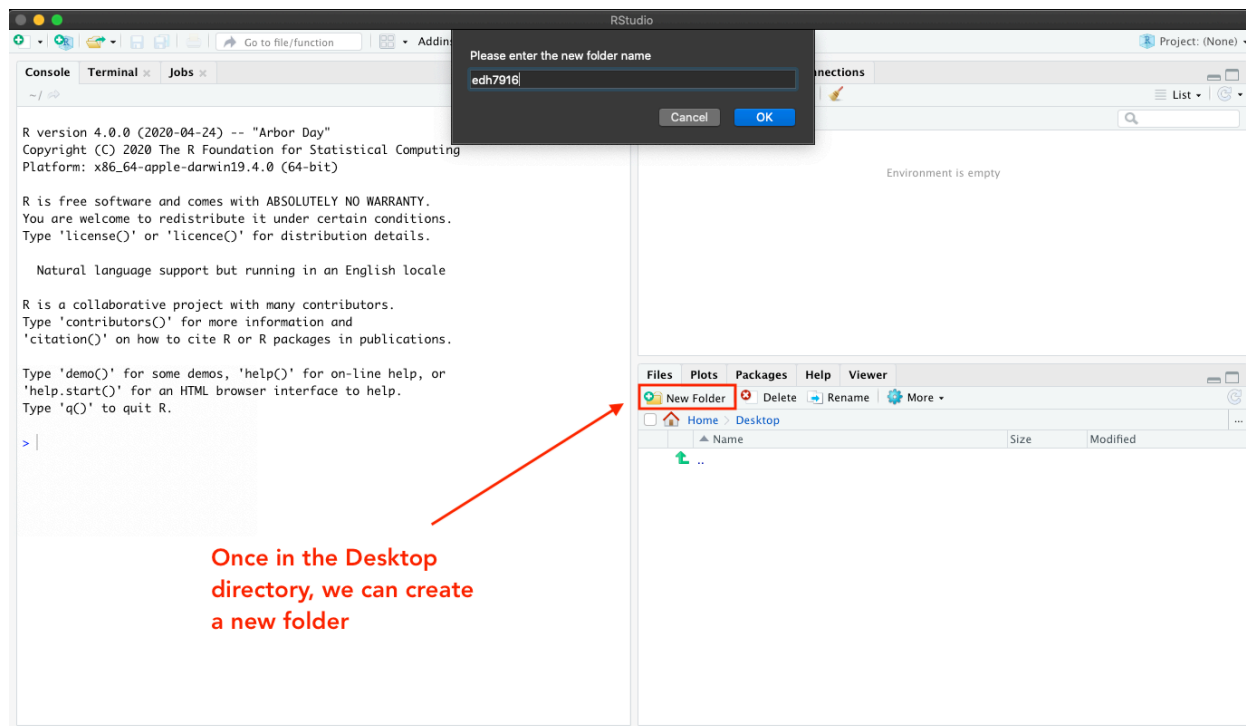 RStudio
Go to file/function
Addins
Project: (None)
Please enter the new folder name
edh7916
Cancel
OK
Console Terminal Jobs
~/
R version 4.0.0 (2020-04-24) -- "Arbor Day"
Copyright (C) 2020 The R Foundation for Statistical Computing
Platform: x86_64-apple-darwin19.4.0 (64-bit)
R is free software and comes with ABSOLUTELY NO WARRANTY.
You are welcome to redistribute it under certain conditions.
Type 'license()' or 'licence()' for distribution details.
Natural language support but running in an English locale
R is a collaborative project with many contributors.
Type 'contributors()' for more information and
'citation()' on how to cite R or R packages in publications.
Type 'demo()' for some demos, 'help()' for on-line help, or
'help.start()' for an HTML browser interface to help.
Type 'q()' to quit R.
>
Once in the Desktop
directory, we can create
a new folder
nnections
List
Environment is empty
Files Plots Packages Help Viewer
New Folder Delete Rename More
Home > Desktop
...
Name Size Modified
..